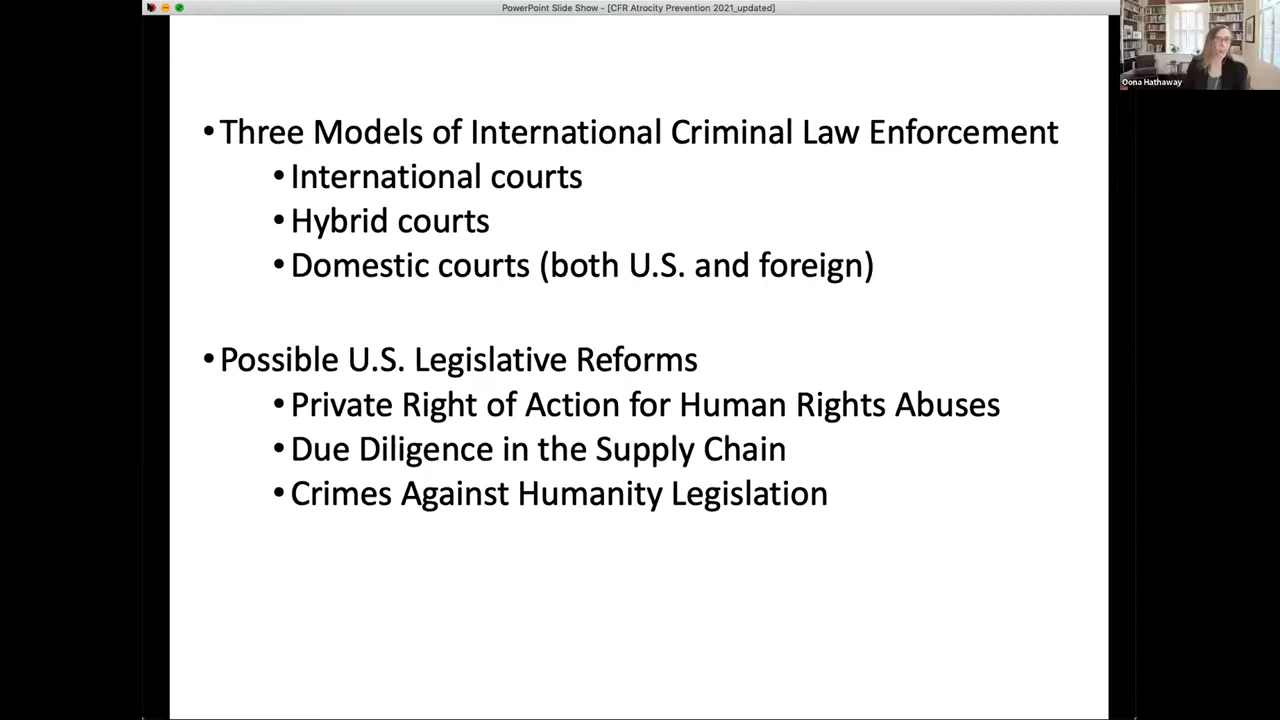 PowerPoint Slide Show - [CFR Atrocity Prevention 2021_updated]
Oona Hathaway
•Three Models of International Criminal Law Enforcement
•International courts
•Hybrid courts
•Domestic courts (both U.S. and foreign)
•Possible U.S. Legislative Reforms
•Private Right of Action for Human Rights Abuses
•Due Diligence in the Supply Chain
•Crimes Against Humanity Legislation